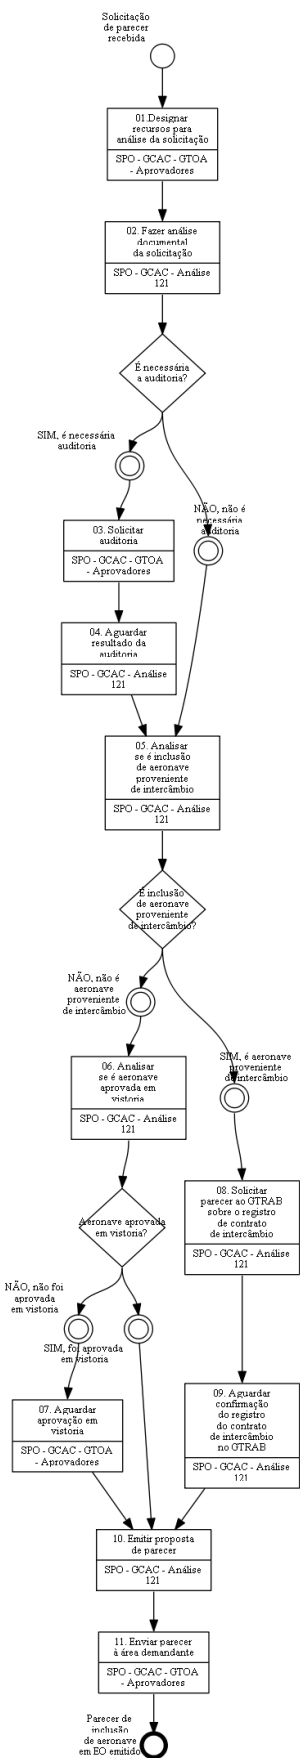 Solicitação
de parecer
recebida
01.Designar
recursos para
análise da solicitação
SPO - GCAC - GTOA
- Aprovadores
02. Fazer análise
documental
da solicitação
SPO - GCAC - Análise
121
É necessária
a auditoria?
SIM, é necessária
auditoria
NÃO, não é
necessária
auditoria
03. Solicitar
auditoria
SPO - GCAC - GTOA
- Aprovadores
04. Aguardar
resultado da
auditoria
SPO - GCAC - Análise
121
05. Analisar
se é inclusão
de aeronave
proveniente
de intercâmbio
SPO - GCAC - Análise
121
É inclusão
de aeronave
proveniente
de intercâmbio?
NÃO, não é
aeronave
proveniente
de intercâmbio
SIM, é aeronave
proveniente
de intercâmbio
06. Analisar
se é aeronave
aprovada em
vistoria
SPO - GCAC - Análise
121
08. Solicitar
parecer ao GTRAB
sobre o registro
de contrato
de intercâmbio
SPO - GCAC - Análise
121
Aeronave aprovada
em vistoria?
NÃO, não foi
aprovada
em vistoria
SIM, foi aprovada
em vistoria
07. Aguardar
aprovação em
vistoria
SPO - GCAC - GTOA
- Aprovadores
09. Aguardar
confirmação
do registro
do contrato
de intercâmbio
no GTRAB
SPO - GCAC - Análise
121
10. Emitir proposta
de parecer
SPO - GCAC - Análise
121
11. Enviar parecer
à área demandante
SPO - GCAC - GTOA
- Aprovadores
Parecer de
inclusão
de aeronave
em EO emitido